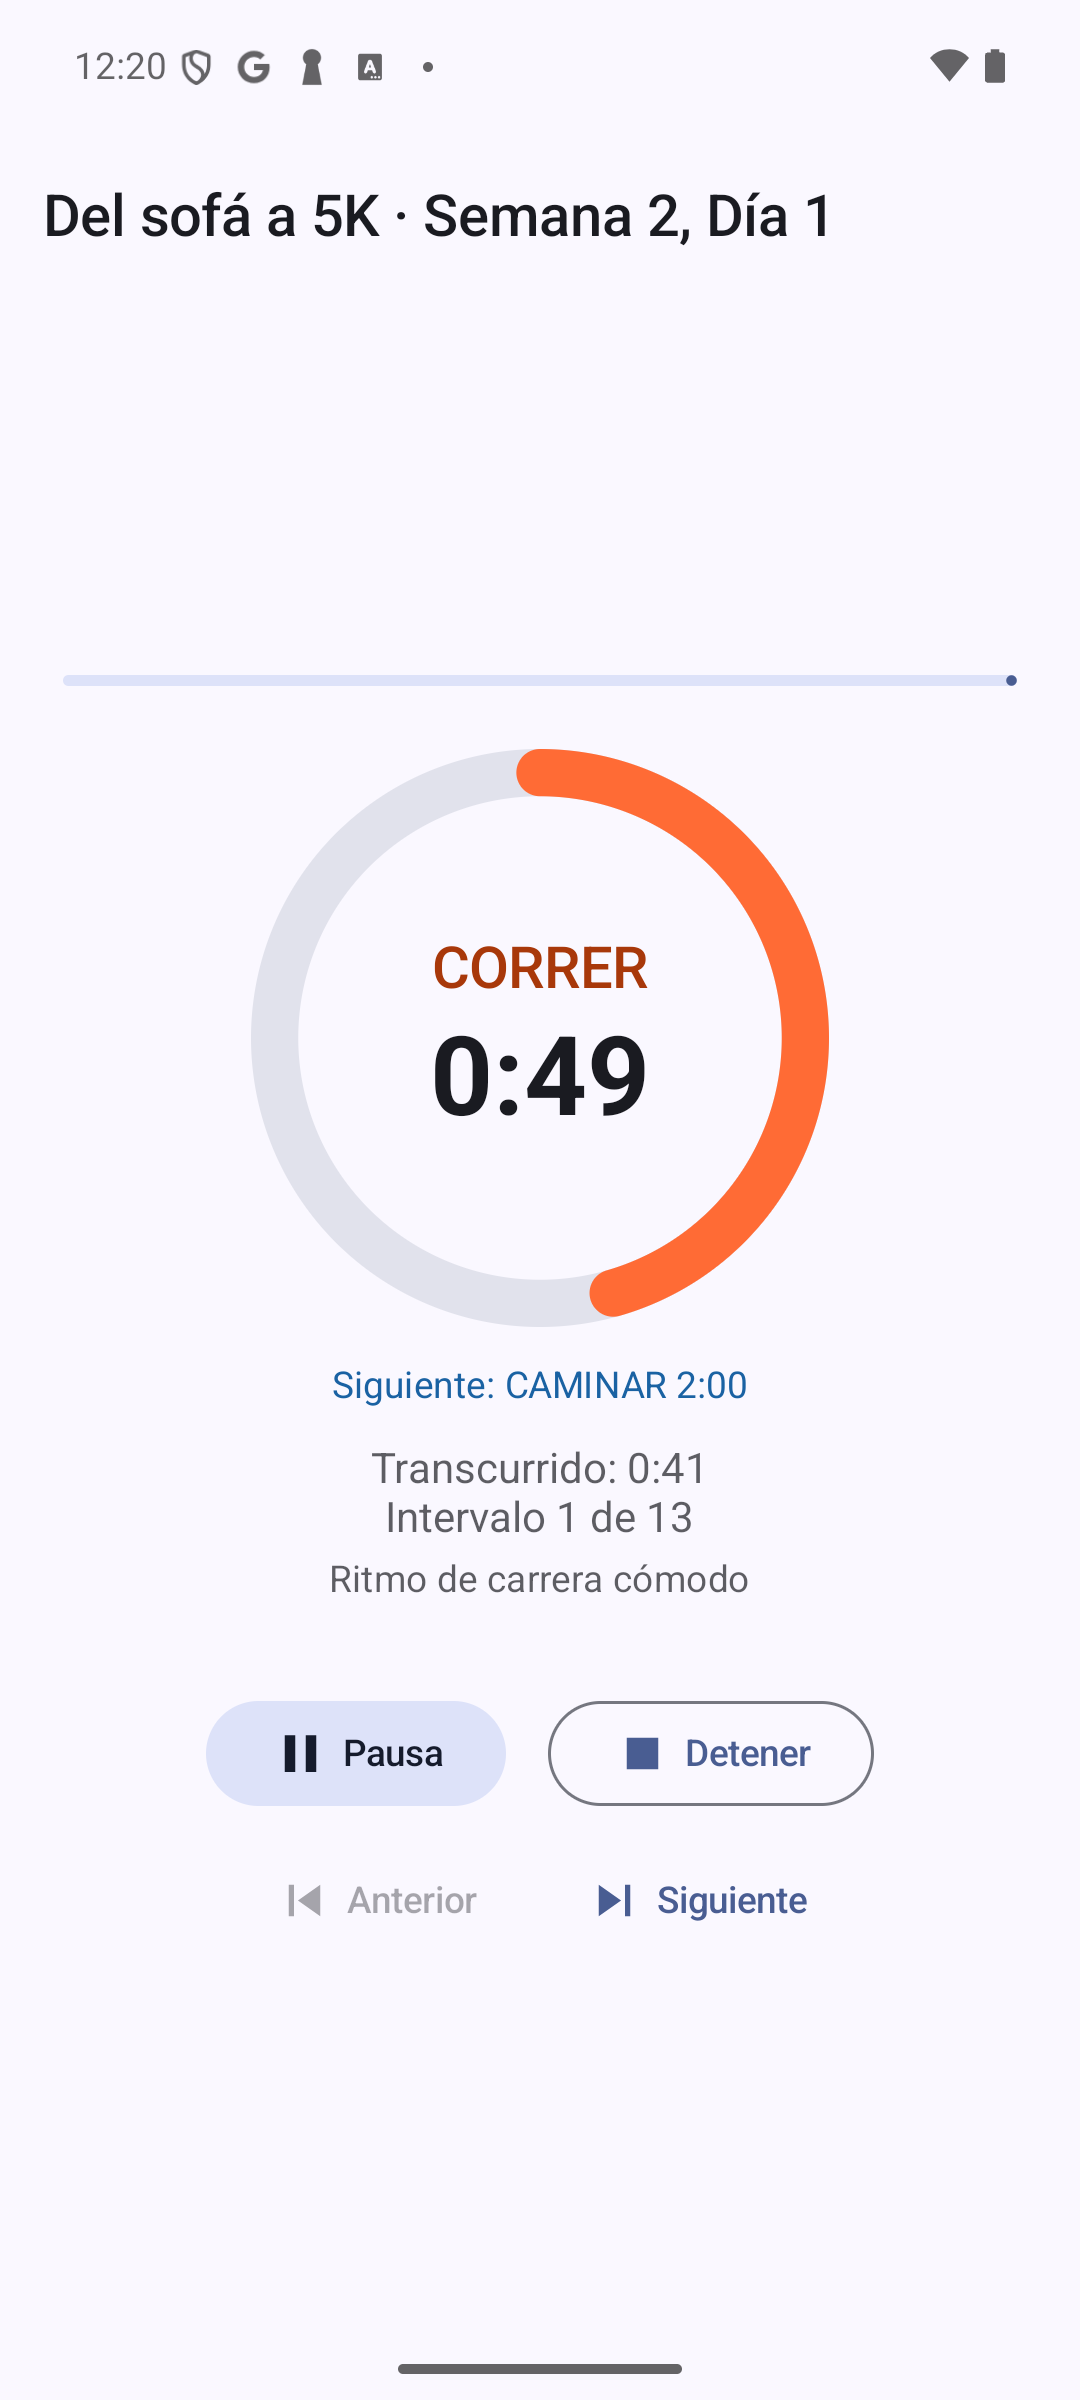 12:20
Del sofá a 5K · Semana 2, Día 1
CORRER
0:49
Siguiente: CAMINAR 2:00
Transcurrido: 0:41
Intervalo 1 de 13
Ritmo de carrera cómodo
Pausa
Detener
Anterior
Siguiente